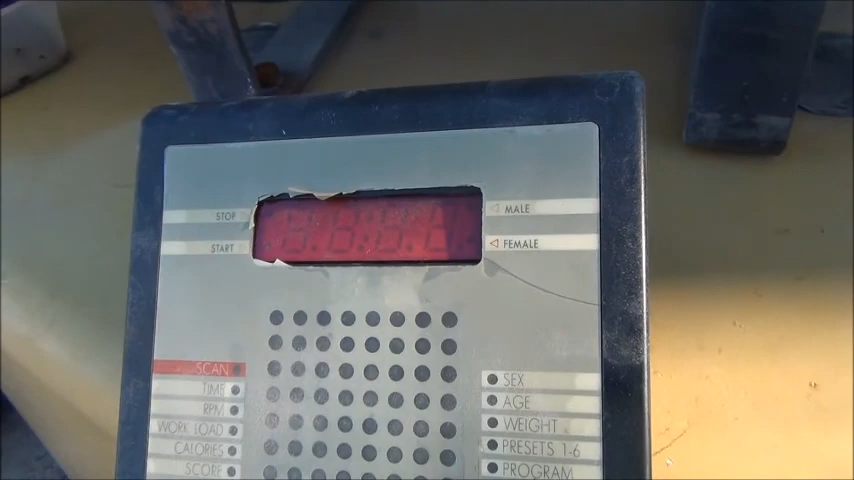 STOP
START
MALE
FEMALE
SCAN
TIME
RPM
WORK LOAD
CALORIES
SCORE
SEX
AGE
WEIGHT
PRESETS 1-6
PROGRAM